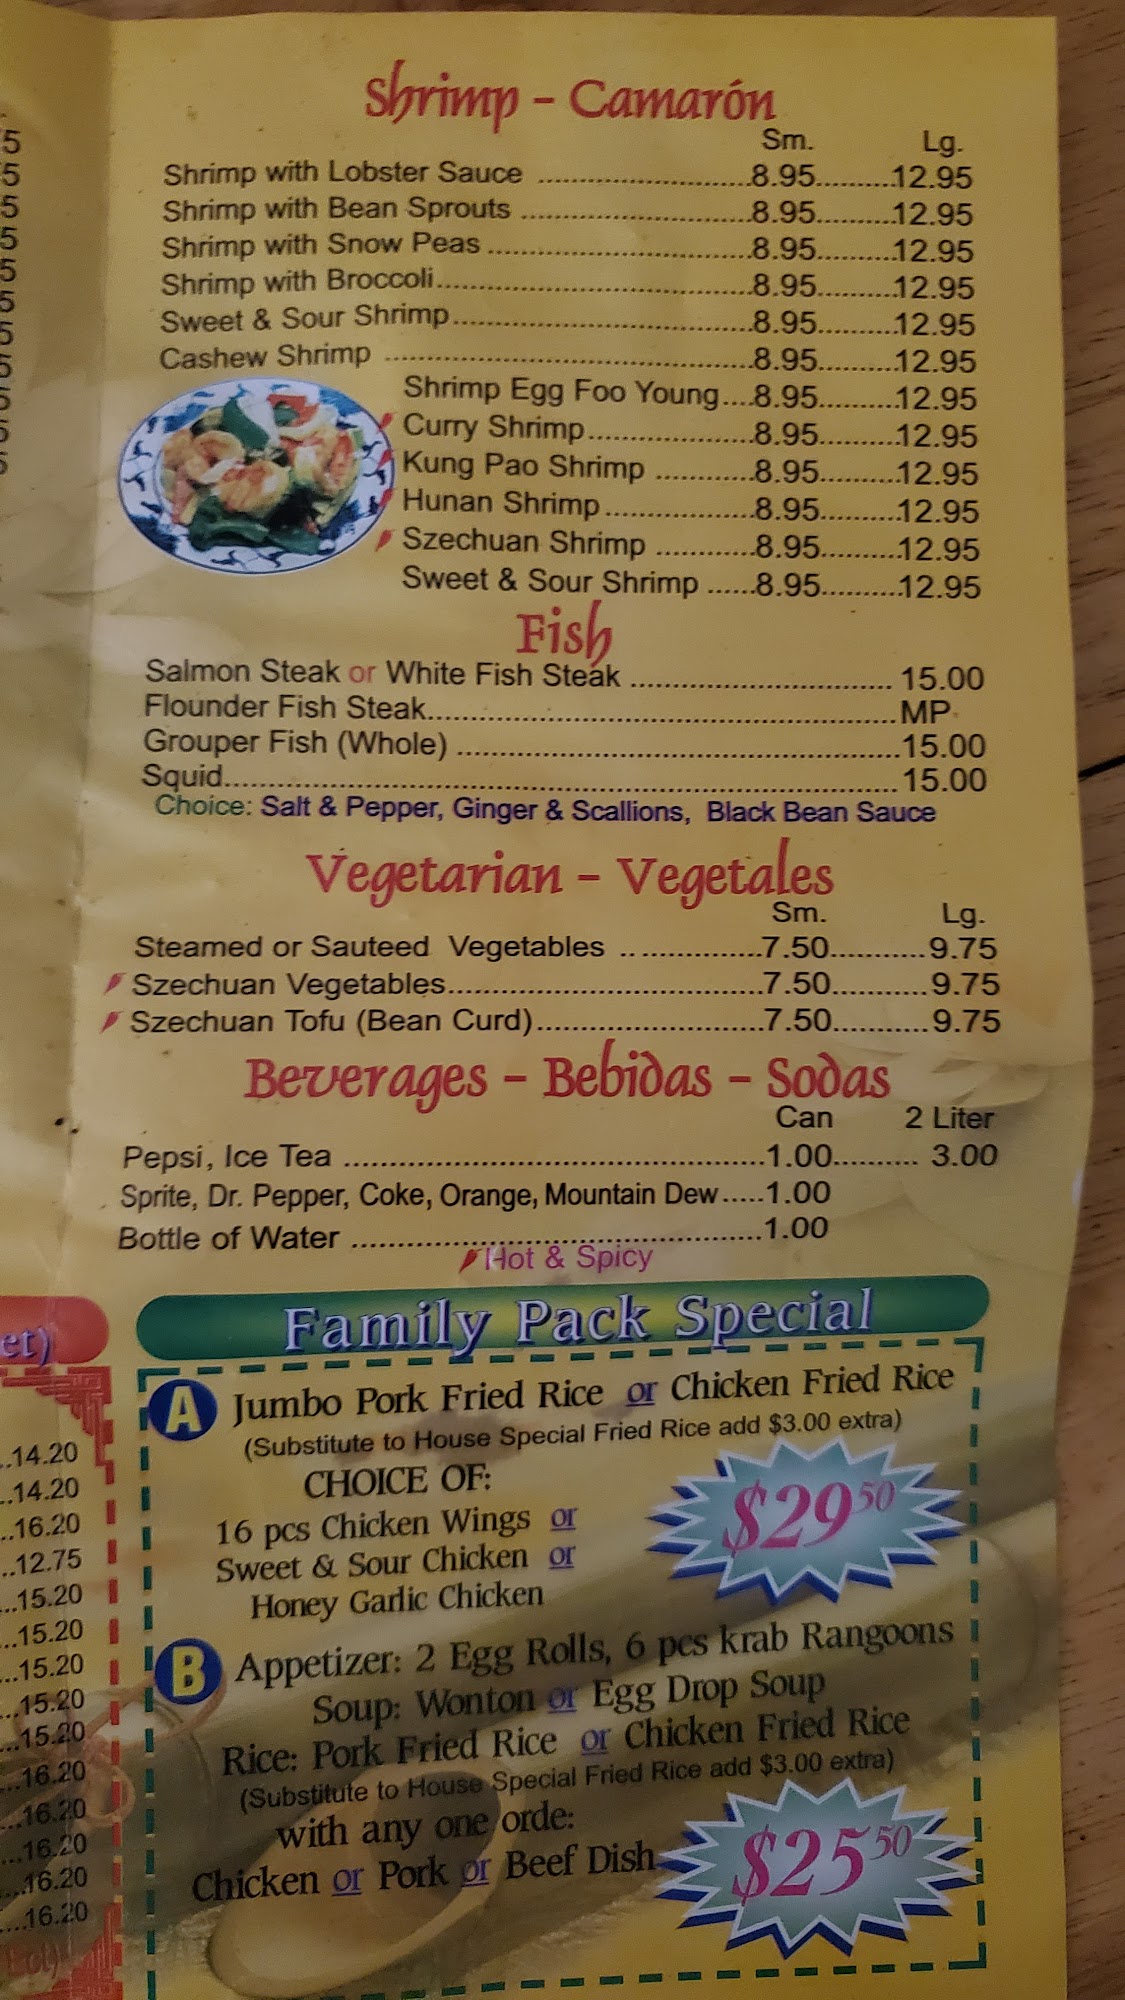 Shrimp - Camarón
Sm. Lg.
Shrimp with Lobster Sauce ...........................8.95..........12.95
Shrimp with Bean Sprouts ...........................8.95..........12.95
Shrimp with Snow Peas ...........................8.95..........12.95
Shrimp with Broccoli...........................8.95..........12.95
Sweet & Sour Shrimp...........................8.95..........12.95
Cashew Shrimp ...........................8.95..........12.95
Shrimp Egg Foo Young....8.95..........12.95
Curry Shrimp....................8.95..........12.95
Kung Pao Shrimp ............8.95..........12.95
Hunan Shrimp..................8.95..........12.95
Szechuan Shrimp ............8.95..........12.95
Sweet & Sour Shrimp ......8.95..........12.95
Fish
Salmon Steak or White Fish Steak ................................ 15.00
Flounder Fish Steak.........................................................MP
Grouper Fish (Whole) ......................................................15.00
Squid................................................................................ 15.00
Choice: Salt & Pepper, Ginger & Scallions, Black Bean Sauce
Vegetarian - Vegetales
Sm. Lg.
Steamed or Sauteed Vegetables .. ...............7.50............9.75
Szechuan Vegetables......................................7.50............9.75
Szechuan Tofu (Bean Curd)...........................7.50............9.75
Beverages - Bebidas - Sodas
Can 2 Liter
Pepsi, Ice Tea ...................................................1.00.......... 3.00
Sprite, Dr. Pepper, Coke, Orange, Mountain Dew.....1.00
Bottle of Water .................................................1.00
Hot & Spicy
Family Pack Special
A Jumbo Pork Fried Rice or Chicken Fried Rice
(Substitute to House Special Fried Rice add $3.00 extra)
CHOICE OF:
16 pcs Chicken Wings or
Sweet & Sour Chicken or
Honey Garlic Chicken
$29.50
B Appetizer: 2 Egg Rolls, 6 pcs krab Rangoons
Soup: Wonton or Egg Drop Soup
Rice: Pork Fried Rice or Chicken Fried Rice
(Substitute to House Special Fried Rice add $3.00 extra)
with any one orde:
Chicken or Pork or Beef Dish
$25.50
et)
..14.20
..14.20
..16.20
..12.75
...15.20
...15.20
...15.20
...15.20
...15.20
...16.20
...16.20
...16.20
...16.20
....16.20